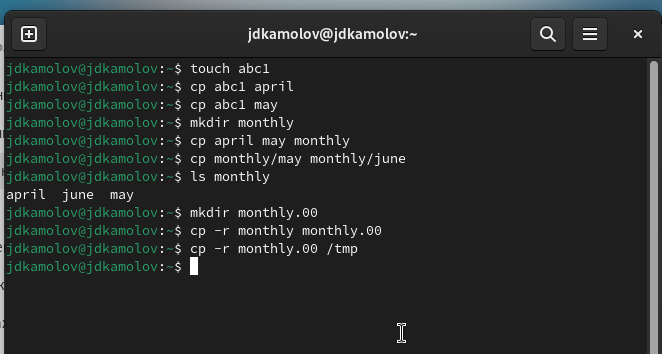 jdkamolov@jdkamolov:~
jdkamolov@jdkamolov:~$ touch abc1
jdkamolov@jdkamolov:~$ cp abc1 april
jdkamolov@jdkamolov:~$ cp abc1 may
jdkamolov@jdkamolov:~$ mkdir monthly
jdkamolov@jdkamolov:~$ cp april may monthly
jdkamolov@jdkamolov:~$ cp monthly/may monthly/june
jdkamolov@jdkamolov:~$ ls monthly
april  june  may
jdkamolov@jdkamolov:~$ mkdir monthly.00
jdkamolov@jdkamolov:~$ cp -r monthly monthly.00
jdkamolov@jdkamolov:~$ cp -r monthly.00 /tmp
jdkamolov@jdkamolov:~$